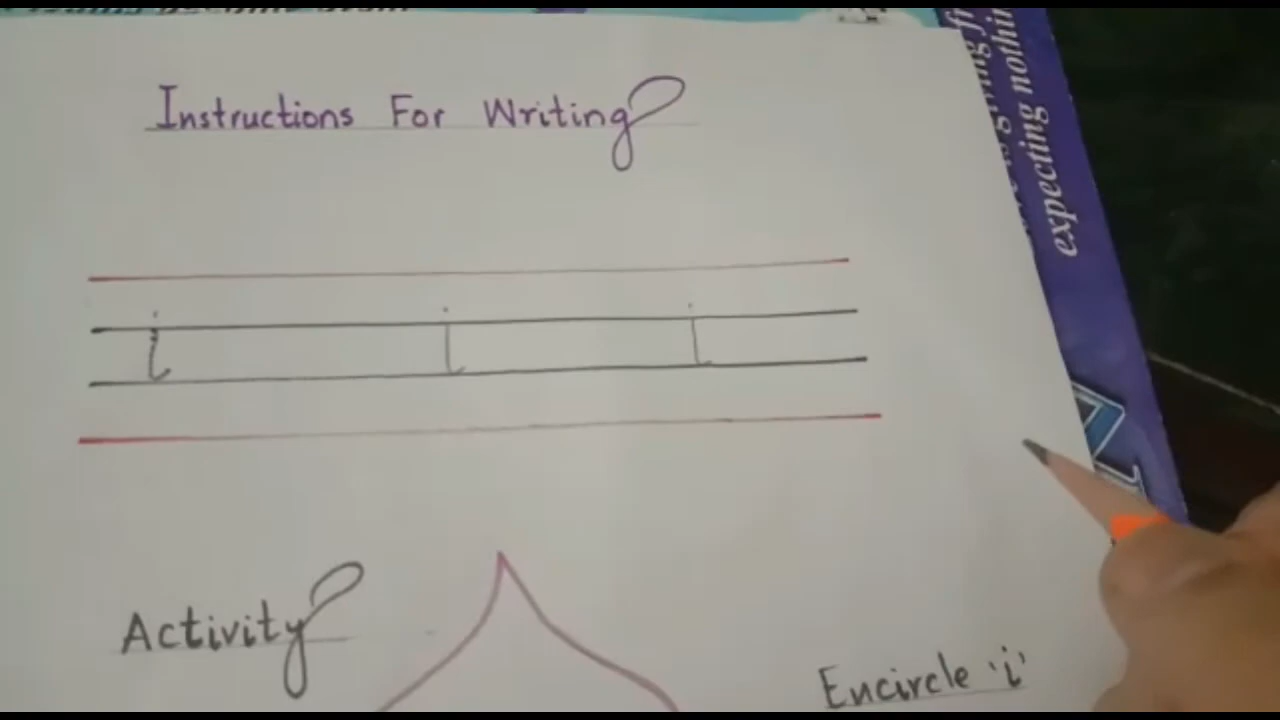 Instructions For Writing
expecting nothin
i i i
Activity
Encircle 'i'